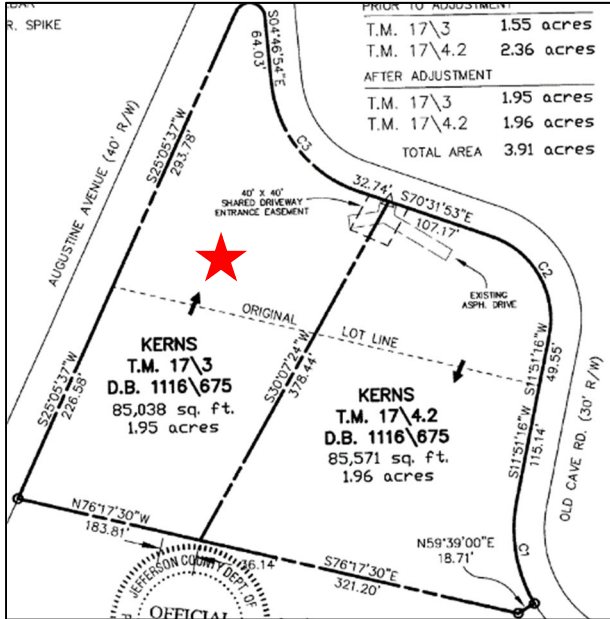 R. SPIKE
PRIOR TO ADJUSTMENT
T.M. 17\3 1.55 acres
T.M. 17\4.2 2.36 acres
AFTER ADJUSTMENT
T.M. 17\3 1.95 acres
T.M. 17\4.2 1.96 acres
TOTAL AREA 3.91 acres
S04°46'54"E
64.03'
AUGUSTINE AVENUE (40' R/W)
S25°05'37"W
293.78'
C3
32.74'
S70°31'53"E
107.17'
40' X 40'
SHARED DRIVEWAY
ENTRANCE EASEMENT
C2
EXISTING
ASPH. DRIVE
ORIGINAL LOT LINE
S25°05'37"W
226.58'
KERNS
T.M. 17\3
D.B. 1116\675
85,038 sq. ft.
1.95 acres
S30°07'24"W
378.44'
KERNS
T.M. 17\4.2
D.B. 1116\675
85,571 sq. ft.
1.96 acres
S11°51'16"W
49.55'
S11°51'16"W
115.14'
OLD CAVE RD. (30' R/W)
N76°17'30"W
183.81'
S76°17'30"E
321.20'
C1
N59°39'00"E
18.71'
JEFFERSON COUNTY DEPT. OF
OFFICIAL